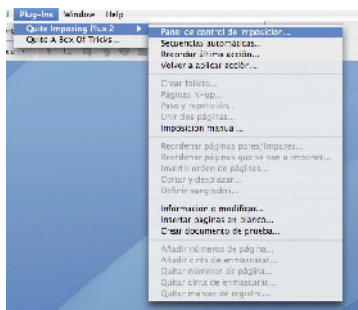 Plug-Ins Window Help
Quite Imposing Plus 2
Quite A Box Of Tricks...
Panel de control de imposición...
Secuencias automáticas...
Recordar última acción...
Volver a aplicar acción...
Crear folleto...
Páginas N-up...
Paso y repetición...
Unir dos páginas...
Imposición manual...
Reordenar páginas pares/impares...
Reordenar páginas que se van a imponer...
Invertir orden de páginas...
Cortar y desplazar...
Definir sangrados...
Información o modificar...
Insertar páginas en blanco...
Crear documento de prueba...
Añadir números de página...
Añadir cinta de enmascarar...
Quitar números de página...
Quitar cinta de enmascarar...
Quitar marcas de registro...